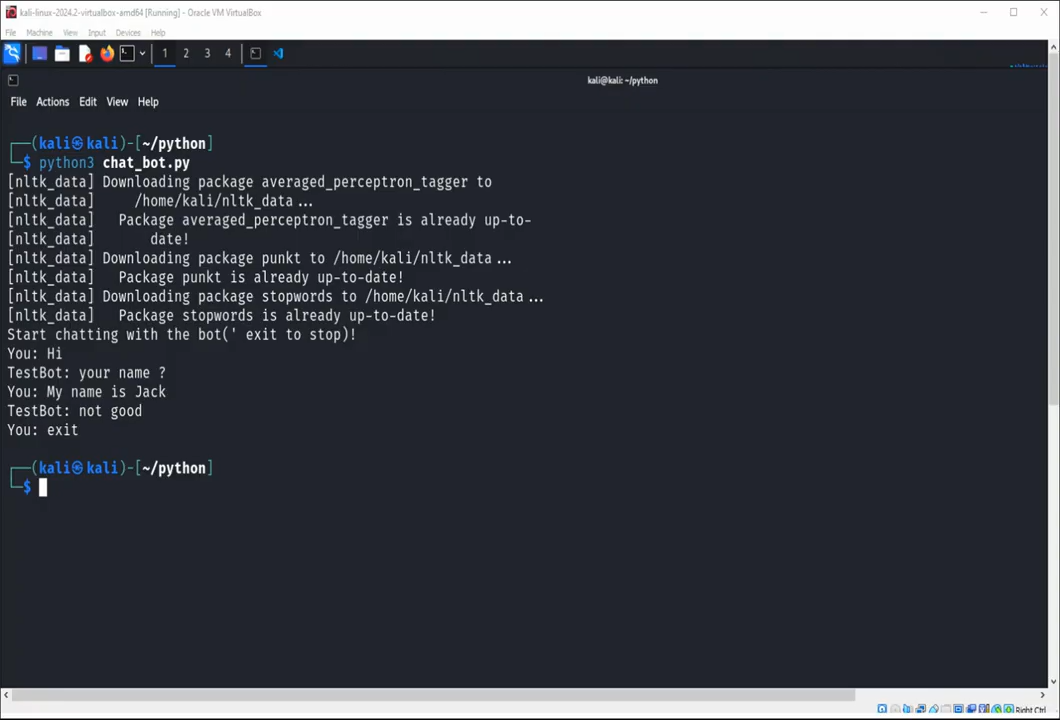 kali-linux-2024.2-virtualbox-amd64 [Running] - Oracle VM VirtualBox
File Machine View Input Devices Help
1 2 3 4
kali@kali: ~/python
File Actions Edit View Help
┌──(kali㉿kali)-[~/python]
└─$ python3 chat_bot.py
[nltk_data] Downloading package averaged_perceptron_tagger to
[nltk_data]     /home/kali/nltk_data...
[nltk_data]   Package averaged_perceptron_tagger is already up-to-
[nltk_data]       date!
[nltk_data] Downloading package punkt to /home/kali/nltk_data...
[nltk_data]   Package punkt is already up-to-date!
[nltk_data] Downloading package stopwords to /home/kali/nltk_data...
[nltk_data]   Package stopwords is already up-to-date!
Start chatting with the bot(' exit to stop)!
You: Hi
TestBot: your name ?
You: My name is Jack
TestBot: not good
You: exit
┌──(kali㉿kali)-[~/python]
└─$
Right Ctrl